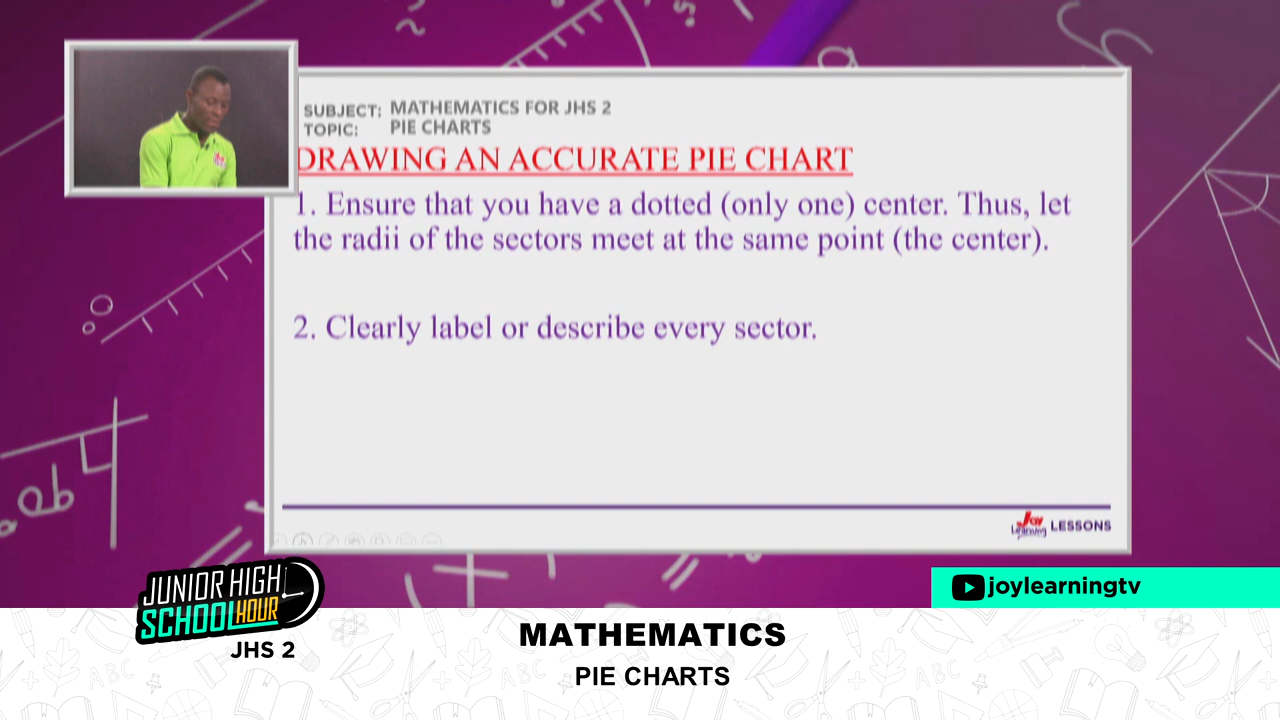 SUBJECT: MATHEMATICS FOR JHS 2
TOPIC: PIE CHARTS
DRAWING AN ACCURATE PIE CHART
1. Ensure that you have a dotted (only one) center. Thus, let
the radii of the sectors meet at the same point (the center).
2. Clearly label or describe every sector.
Joy Learning LESSONS
JUNIOR HIGH
SCHOOL HOUR
JHS 2
joylearningtv
MATHEMATICS
PIE CHARTS